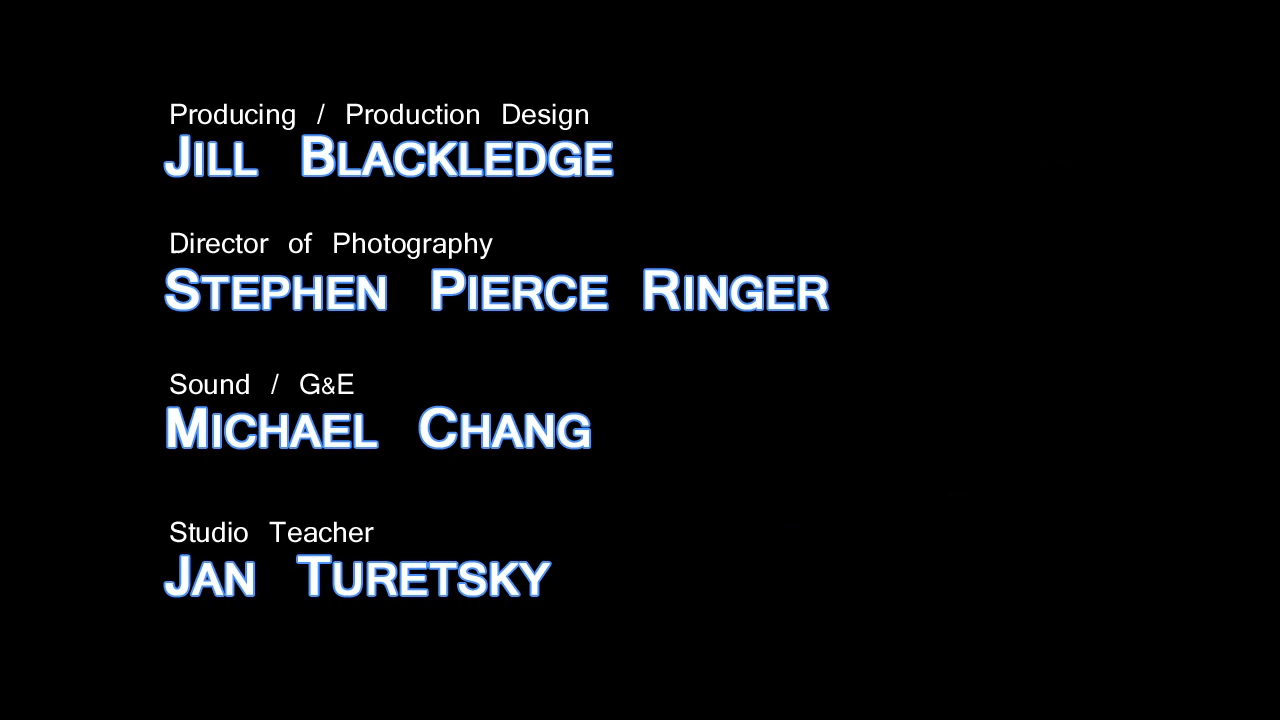 Producing / Production Design
JILL BLACKLEDGE
Director of Photography
STEPHEN PIERCE RINGER
Sound / G&E
MICHAEL CHANG
Studio Teacher
JAN TURETSKY